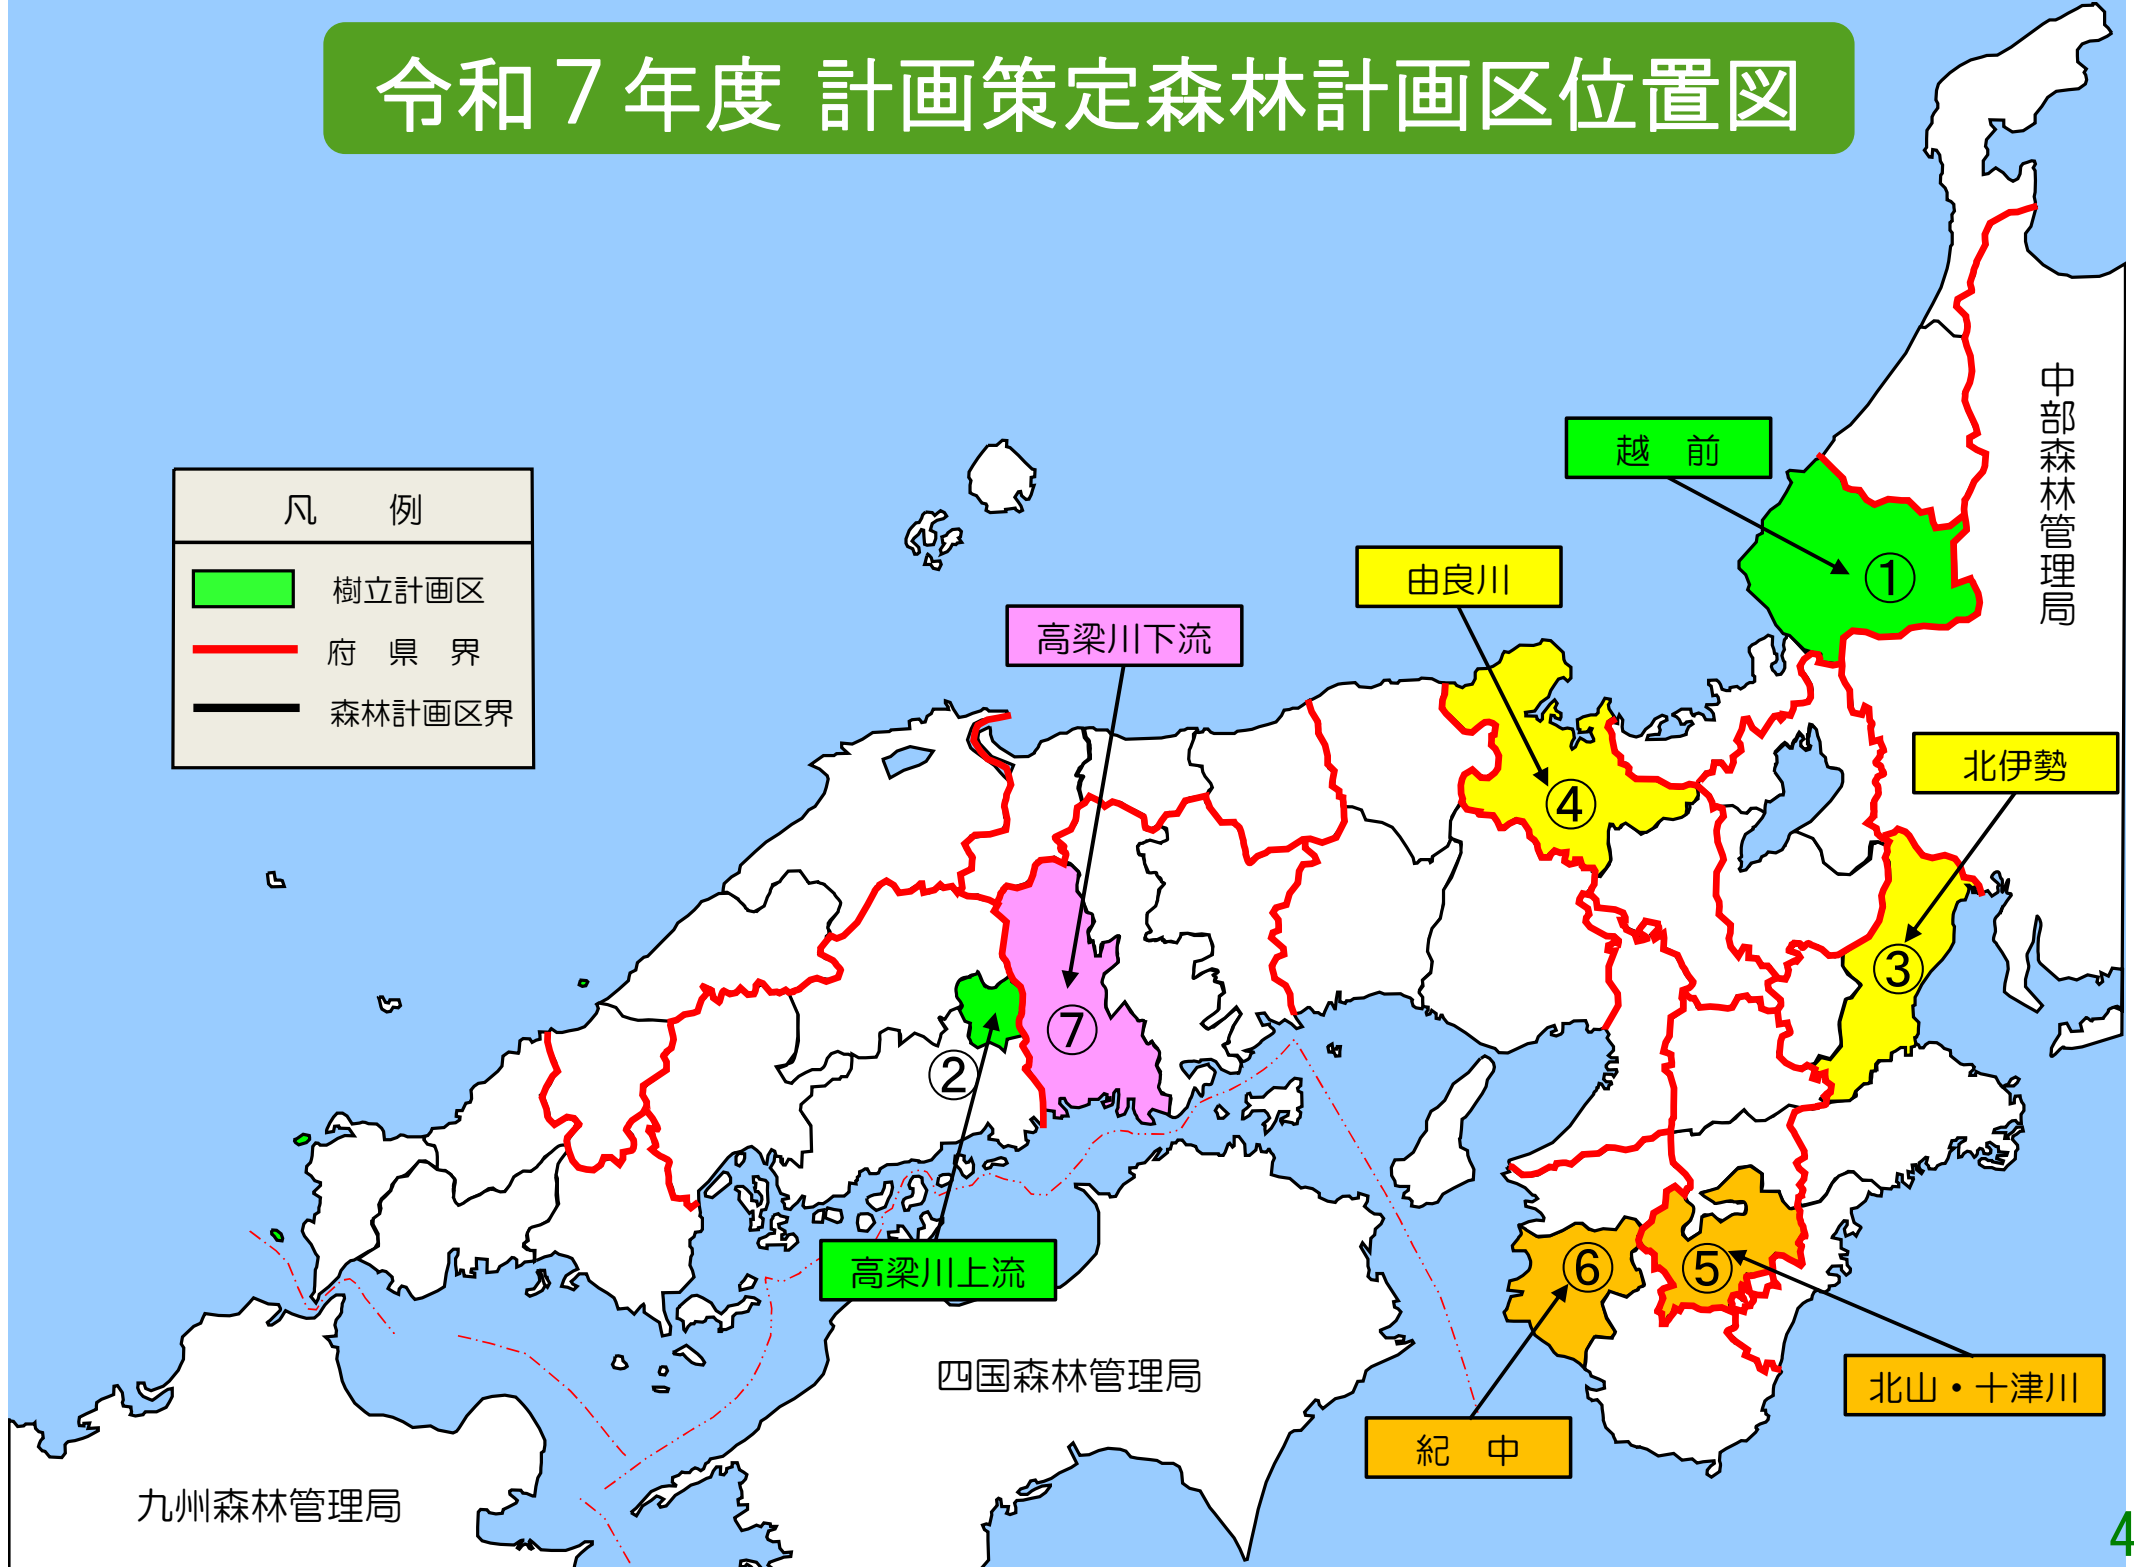 令和７年度 計画策定森林計画区位置図
中部森林管理局
越　前
凡　例
由良川
樹立計画区
①
高梁川下流
府　県　界
森林計画区界
北伊勢
④
③
⑦
②
高梁川上流
⑥
⑤
四国森林管理局
北山・十津川
紀　中
九州森林管理局
4